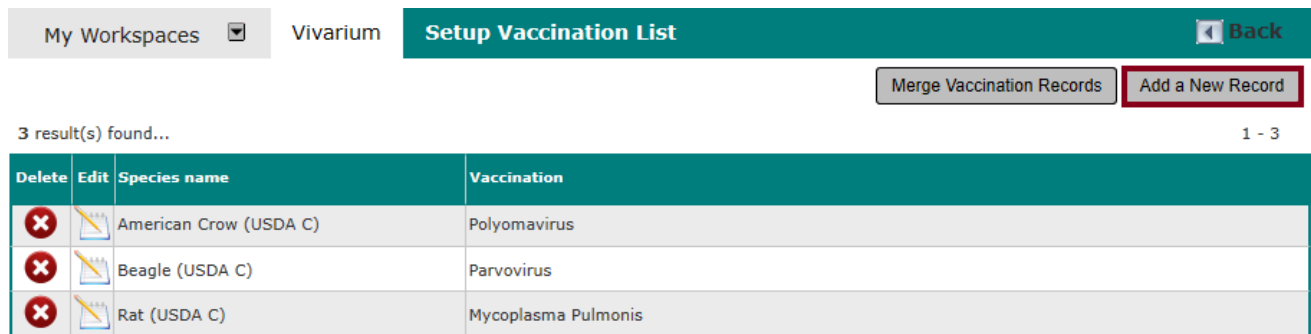 My Workspaces Vivarium Setup Vaccination List Back
Merge Vaccination Records Add a New Record
3 result(s) found... 1 - 3
Delete Edit Species name Vaccination
American Crow (USDA C) Polyomavirus
Beagle (USDA C) Parvovirus
Rat (USDA C) Mycoplasma Pulmonis